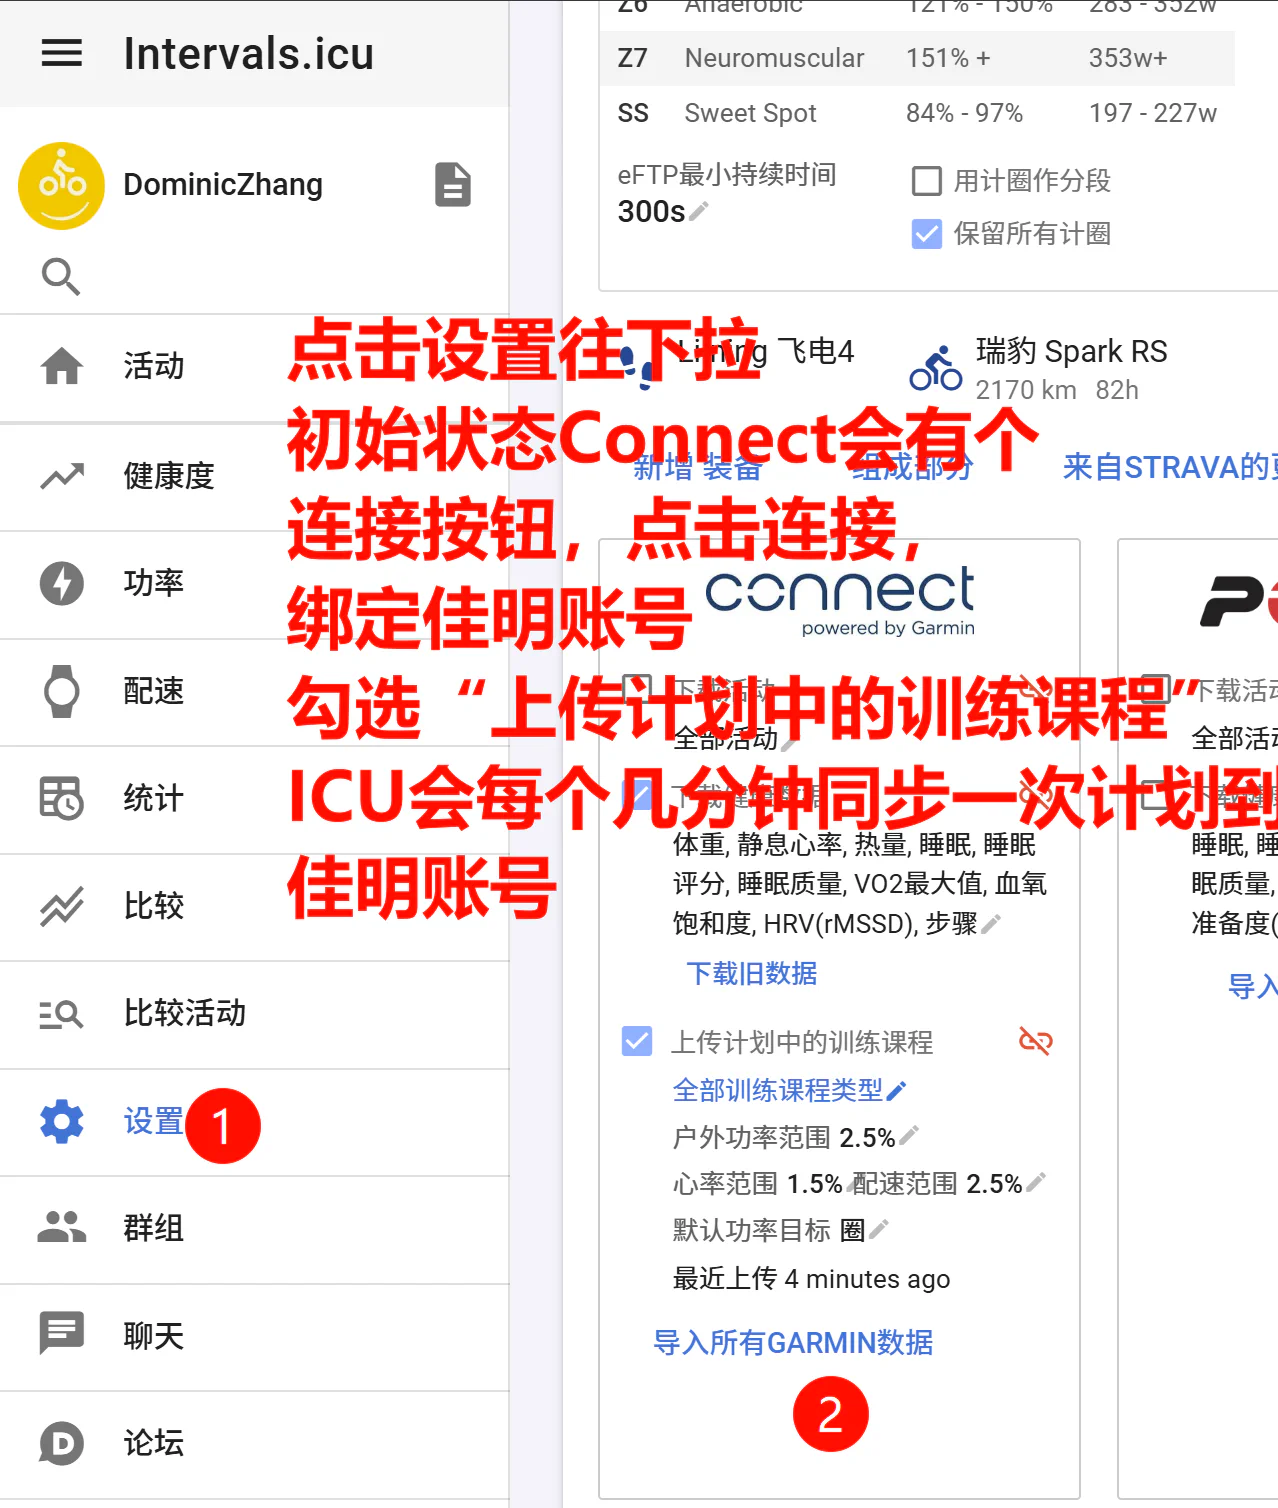 Intervals.icu
DominicZhang
活动
健康度
功率
配速
统计
比较
比较活动
设置
1
群组
聊天
论坛
Z6 Anaerobic 121% - 150% 283 - 352w
Z7 Neuromuscular 151% + 353w+
SS Sweet Spot 84% - 97% 197 - 227w
eFTP最小持续时间
300s
用计圈作分段
保留所有计圈
点击设置往下拉
初始状态Connect会有个
连接按钮，点击连接，
绑定佳明账号
勾选“上传计划中的训练课程”
ICU会每个几分钟同步一次计划到
佳明账号
飞电4
瑞豹 Spark RS
2170 km 82h
新增 装备
组成部分
来自STRAVA的
connect
powered by Garmin
下载活动
全部活动
下载健康数据
体重, 静息心率, 热量, 睡眠, 睡眠
评分, 睡眠质量, VO2最大值, 血氧
饱和度, HRV(rMSSD), 步骤
下载旧数据
上传计划中的训练课程
全部训练课程类型
户外功率范围 2.5%
心率范围 1.5% 配速范围 2.5%
默认功率目标 圈
最近上传 4 minutes ago
导入所有GARMIN数据
2
下载活动
全部活动
睡眠, 睡
眠质量,
准备度(
导入